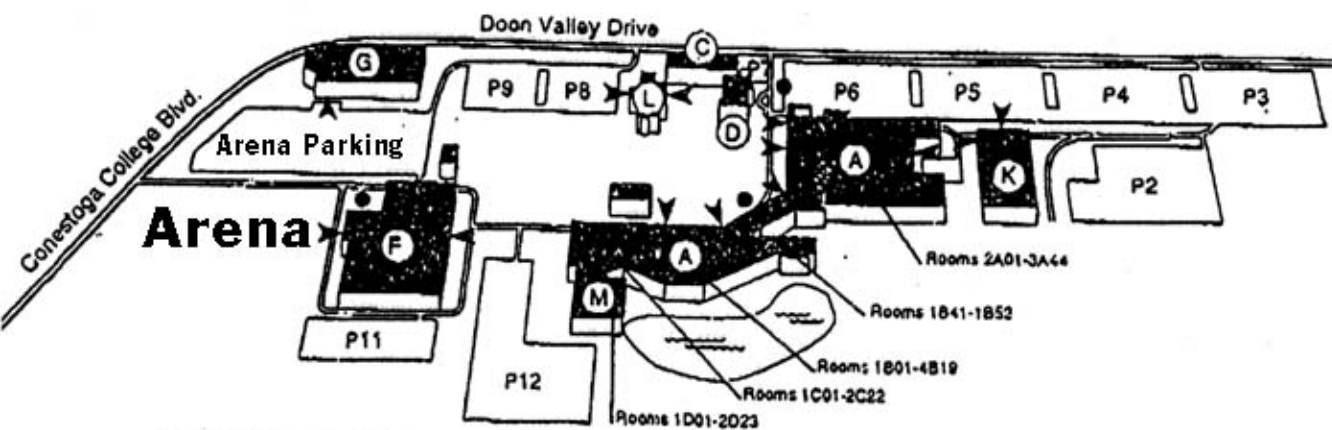 Doon Valley Drive
C
G
P9
P8
L
D
P6
P5
P4
P3
Conestoga College Blvd.
Arena Parking
A
K
P2
Arena
F
A
Rooms 2A01-3A44
M
Rooms 1B41-1B52
P11
Rooms 1B01-4B19
P12
Rooms 1C01-2C22
Rooms 1D01-2D23